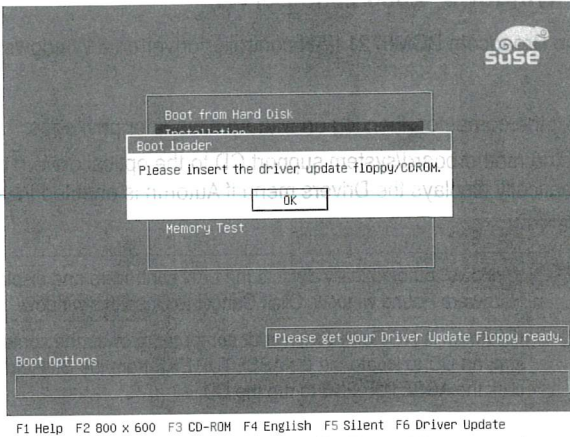 suse
Boot from Hard Disk
Installation
Boot loader
Please insert the driver update floppy/CDROM.
OK
Memory Test
Please get your Driver Update Floppy ready.
Boot Options
F1 Help F2 800 x 600 F3 CD-ROM F4 English F5 Silent F6 Driver Update